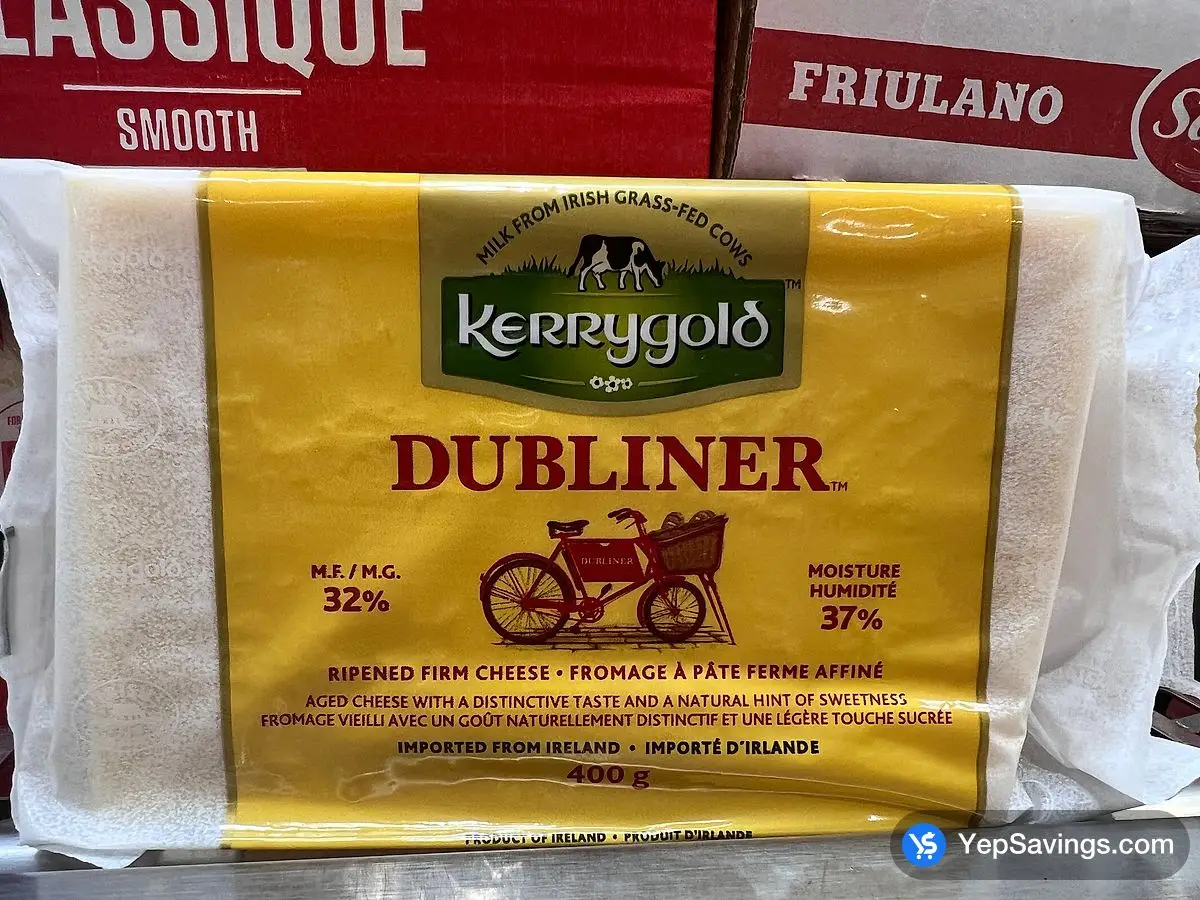 LASSIQUE
SMOOTH
FRIULANO
MILK FROM IRISH GRASS-FED COWS
Kerrygold™
DUBLINER™
DUBLINER
M.F. / M.G.
32%
MOISTURE
HUMIDITÉ
37%
RIPENED FIRM CHEESE • FROMAGE À PÂTE FERME AFFINÉ
AGED CHEESE WITH A DISTINCTIVE TASTE AND A NATURAL HINT OF SWEETNESS
FROMAGE VIEILLI AVEC UN GOÛT NATURELLEMENT DISTINCTIF ET UNE LÉGÈRE TOUCHE SUCRÉE
IMPORTED FROM IRELAND • IMPORTÉ D'IRLANDE
400 g
PRODUCT OF IRELAND • PRODUIT D'IRLANDE
YepSavings.com